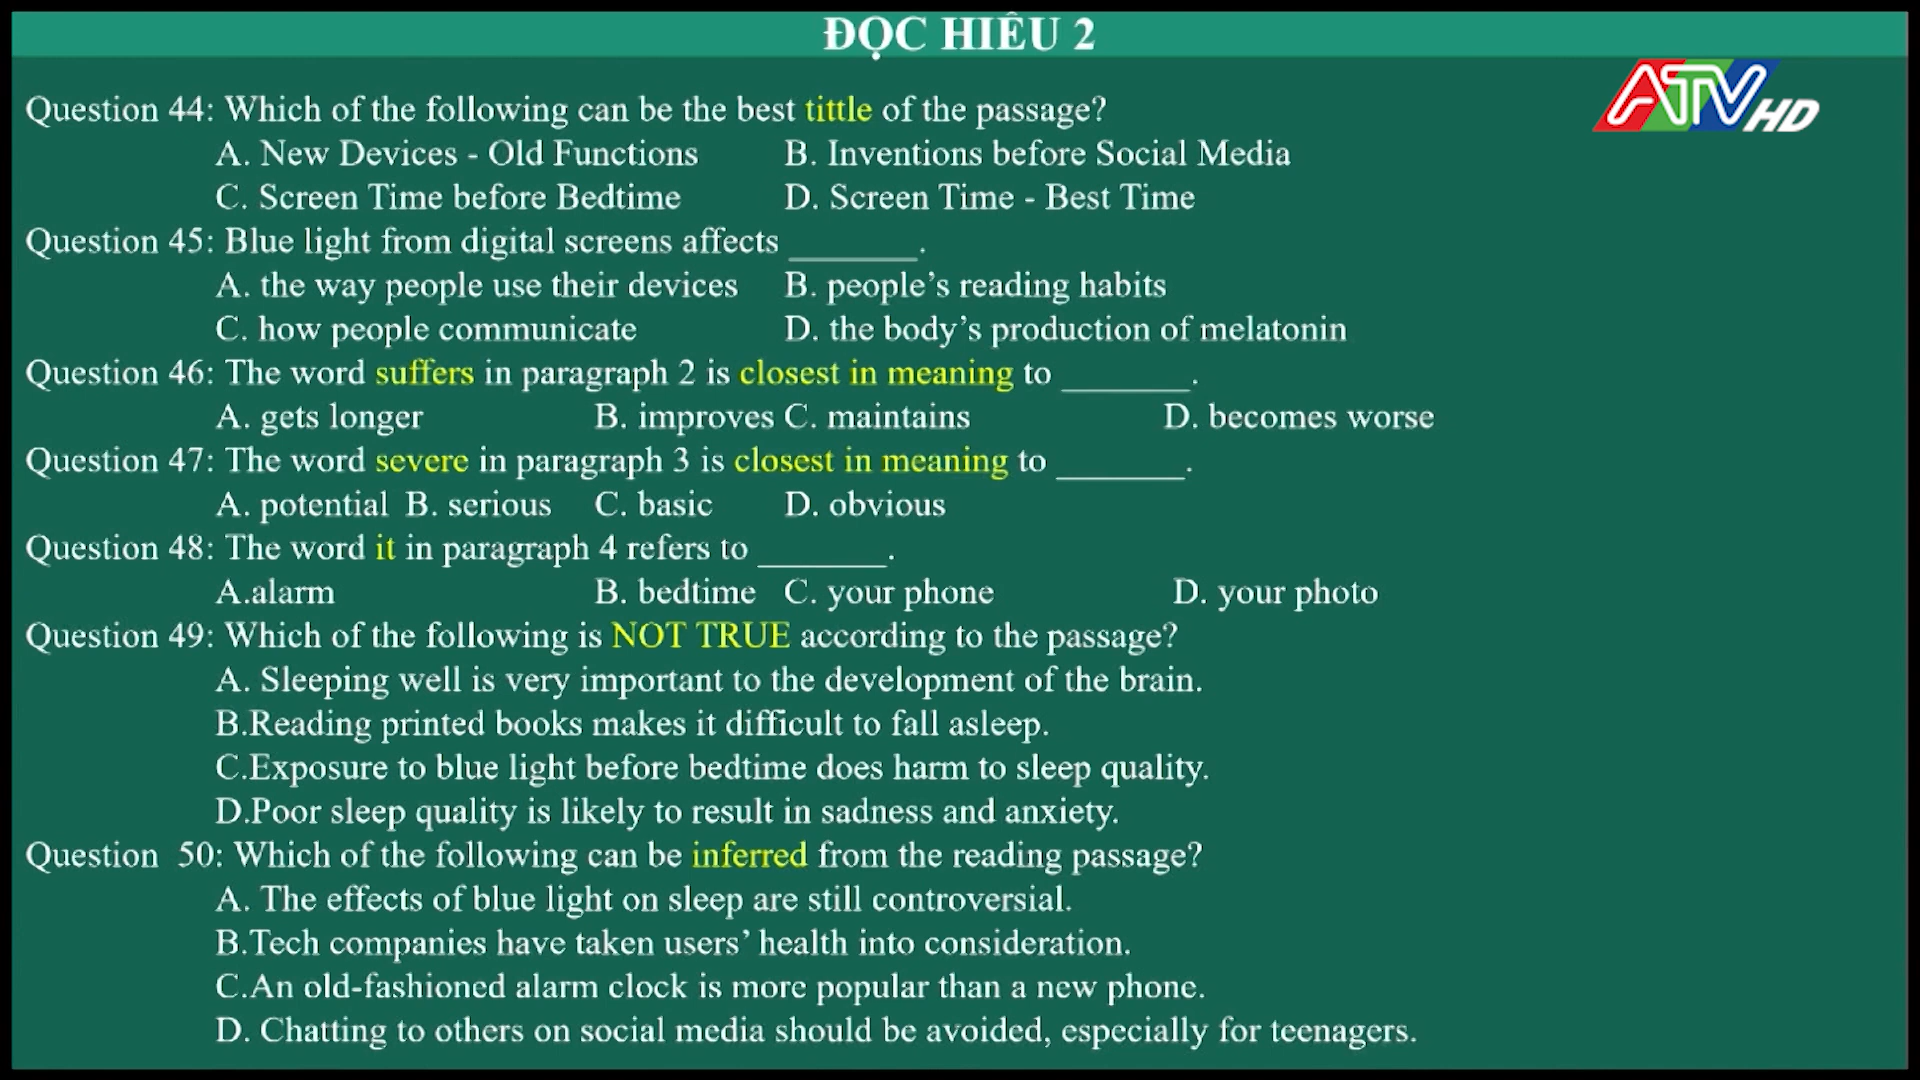 ĐỌC HIỂU 2
ATVHD
Question 44: Which of the following can be the best tittle of the passage?
A. New Devices - Old Functions B. Inventions before Social Media
C. Screen Time before Bedtime D. Screen Time - Best Time
Question 45: Blue light from digital screens affects _______.
A. the way people use their devices B. people’s reading habits
C. how people communicate D. the body’s production of melatonin
Question 46: The word suffers in paragraph 2 is closest in meaning to _______.
A. gets longer B. improves C. maintains D. becomes worse
Question 47: The word severe in paragraph 3 is closest in meaning to _______.
A. potential B. serious C. basic D. obvious
Question 48: The word it in paragraph 4 refers to _______.
A.alarm B. bedtime C. your phone D. your photo
Question 49: Which of the following is NOT TRUE according to the passage?
A. Sleeping well is very important to the development of the brain.
B.Reading printed books makes it difficult to fall asleep.
C.Exposure to blue light before bedtime does harm to sleep quality.
D.Poor sleep quality is likely to result in sadness and anxiety.
Question 50: Which of the following can be inferred from the reading passage?
A. The effects of blue light on sleep are still controversial.
B.Tech companies have taken users’ health into consideration.
C.An old-fashioned alarm clock is more popular than a new phone.
D. Chatting to others on social media should be avoided, especially for teenagers.